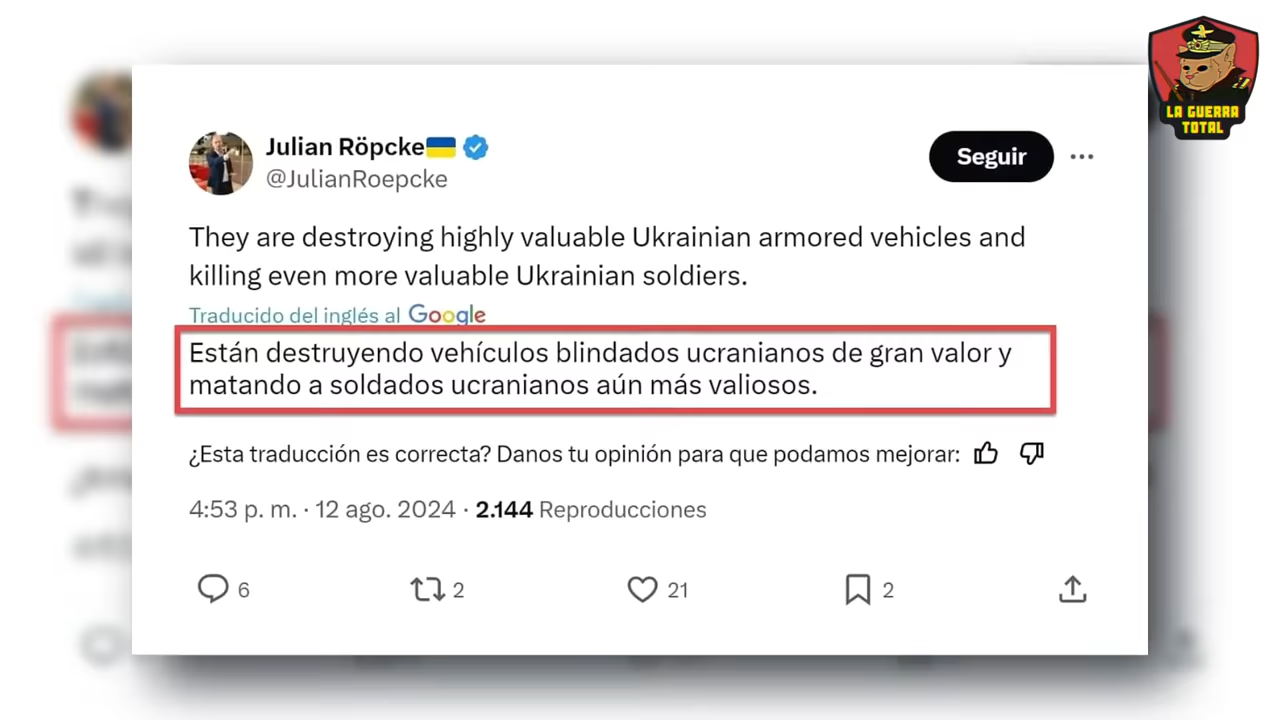 LA GUERRA
TOTAL
Julian Röpcke
@JulianRoepcke
Seguir
They are destroying highly valuable Ukrainian armored vehicles and
killing even more valuable Ukrainian soldiers.
Traducido del inglés al Google
Están destruyendo vehículos blindados ucranianos de gran valor y
matando a soldados ucranianos aún más valiosos.
¿Esta traducción es correcta? Danos tu opinión para que podamos mejorar:
4:53 p. m. · 12 ago. 2024 · 2.144 Reproducciones
6 2 21 2